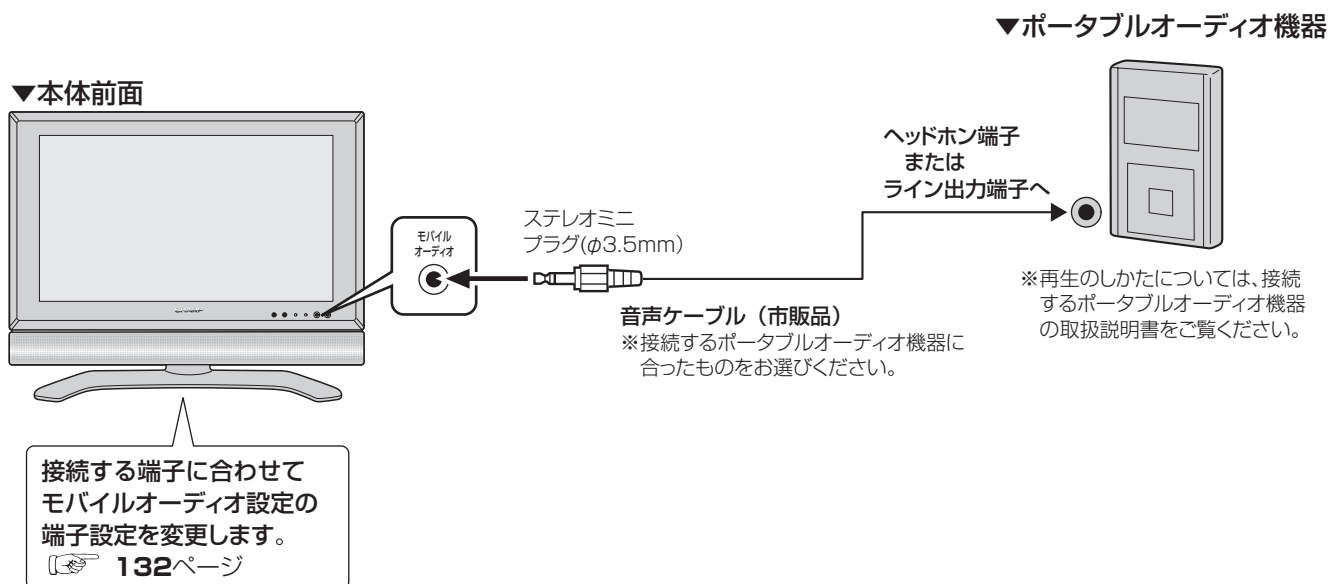 ▼ポータブルオーディオ機器
▼本体前面
ヘッドホン端子
または
ライン出力端子へ
モバイル
オーディオ
ステレオミニ
プラグ(φ3.5mm)
SHARP
音声ケーブル（市販品）
※接続するポータブルオーディオ機器に
合ったものをお選びください。
※再生のしかたについては、接続
するポータブルオーディオ機器
の取扱説明書をご覧ください。
接続する端子に合わせて
モバイルオーディオ設定の
端子設定を変更します。
132ページ